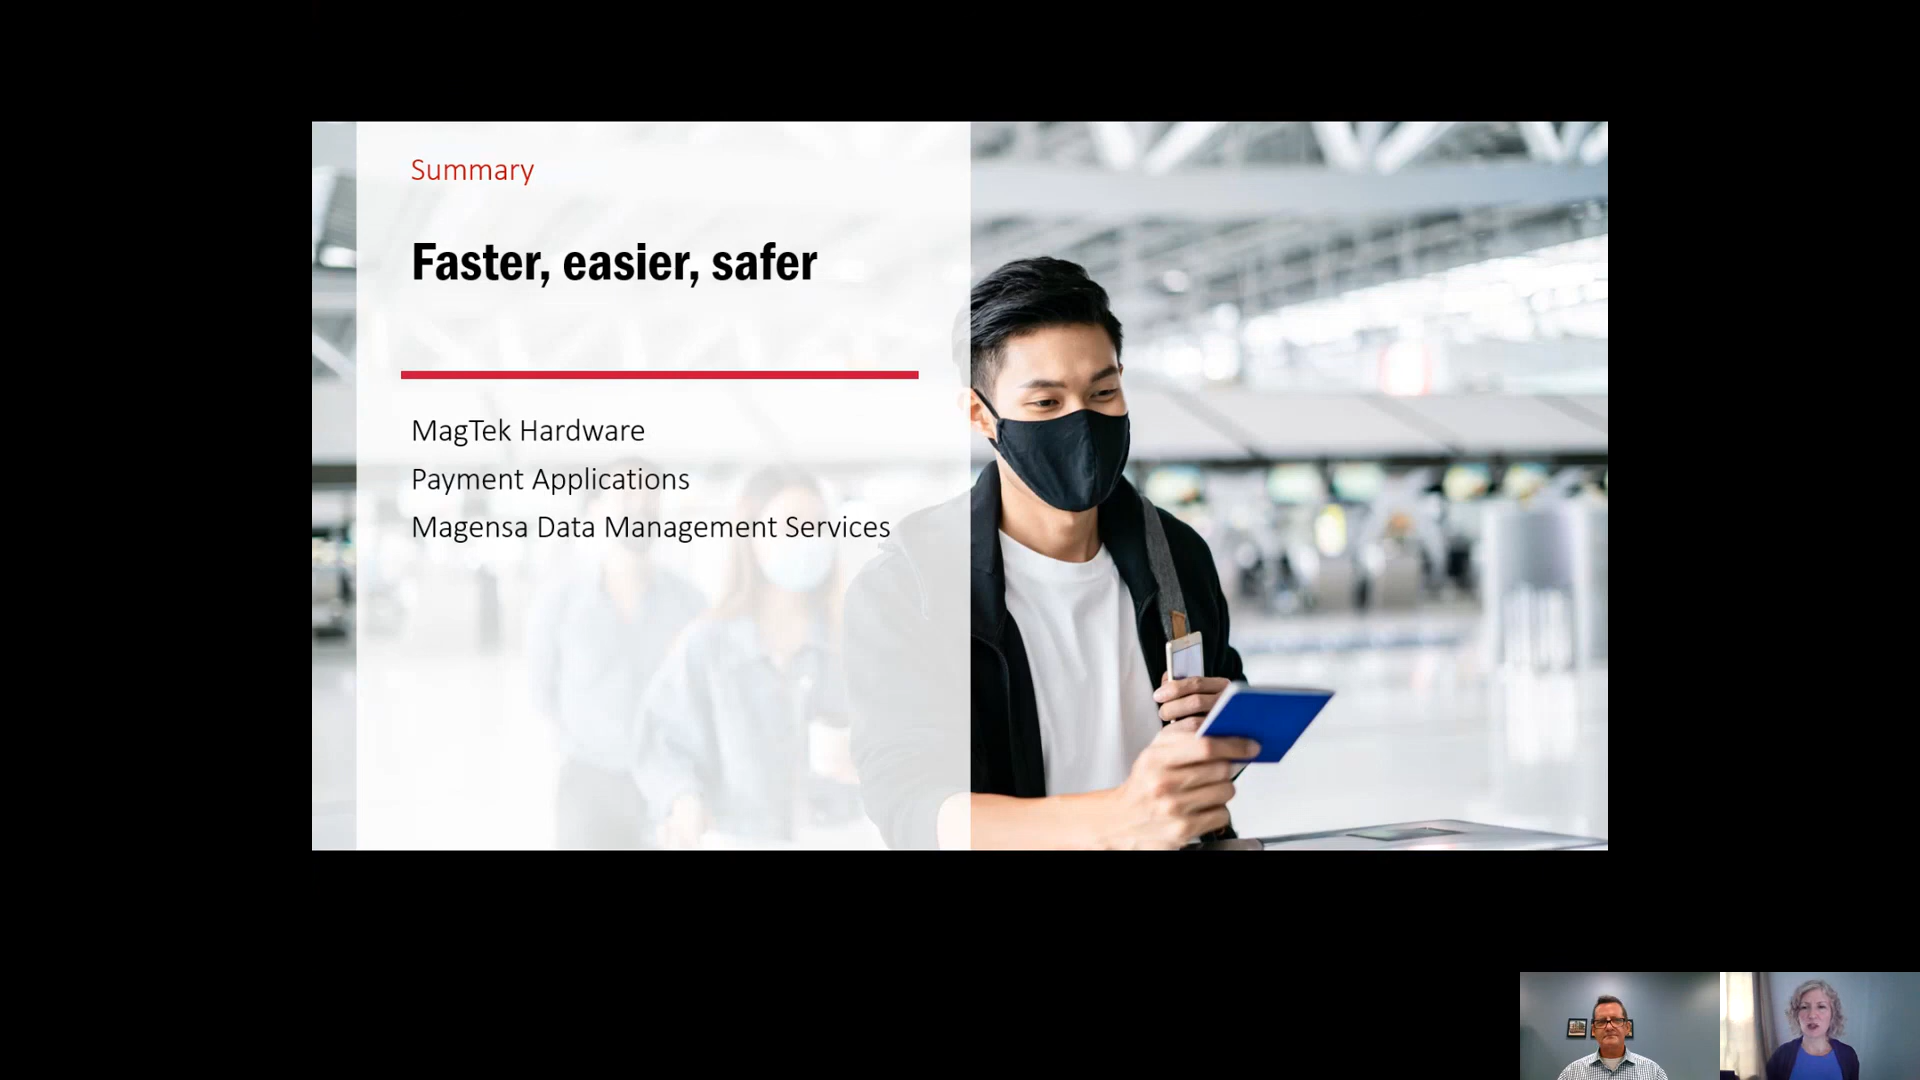 Summary
Faster, easier, safer
MagTek Hardware
Payment Applications
Magensa Data Management Services